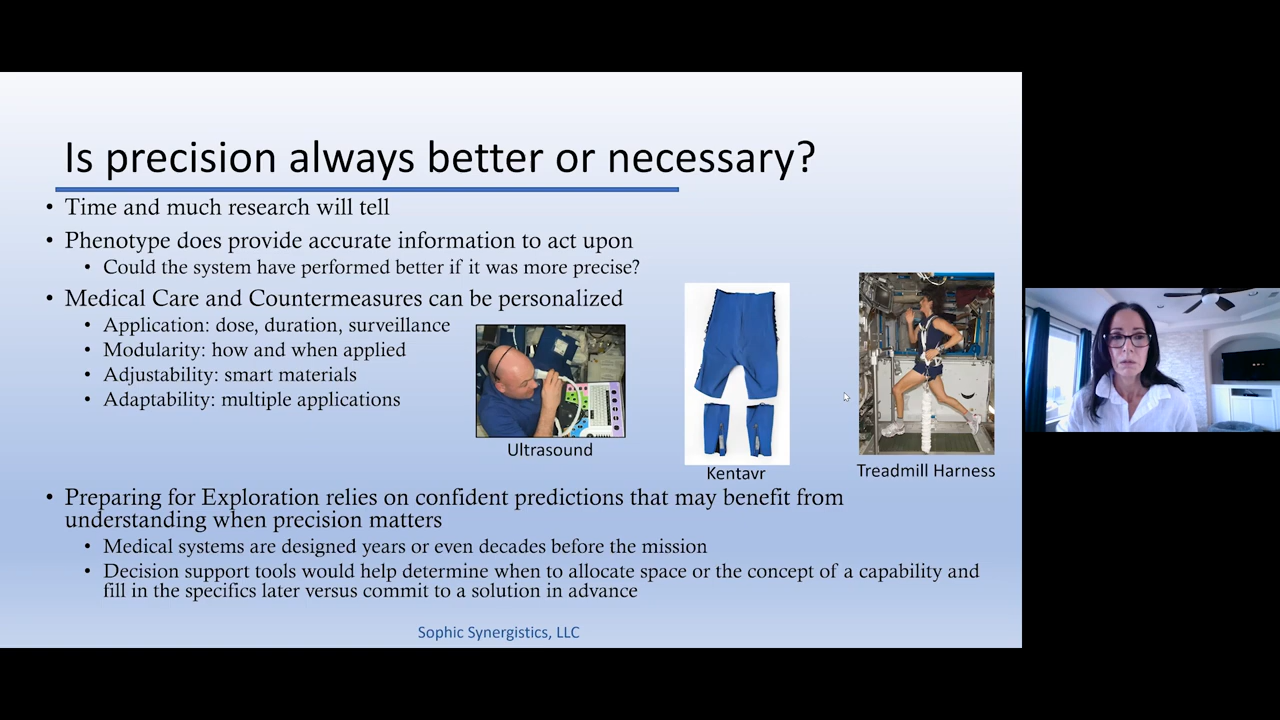 Is precision always better or necessary?
• Time and much research will tell
• Phenotype does provide accurate information to act upon
• Could the system have performed better if it was more precise?
• Medical Care and Countermeasures can be personalized
• Application: dose, duration, surveillance
• Modularity: how and when applied
• Adjustability: smart materials
• Adaptability: multiple applications
Ultrasound
Kentavr
Treadmill Harness
• Preparing for Exploration relies on confident predictions that may benefit from
understanding when precision matters
• Medical systems are designed years or even decades before the mission
• Decision support tools would help determine when to allocate space or the concept of a capability and
fill in the specifics later versus commit to a solution in advance
Sophic Synergistics, LLC